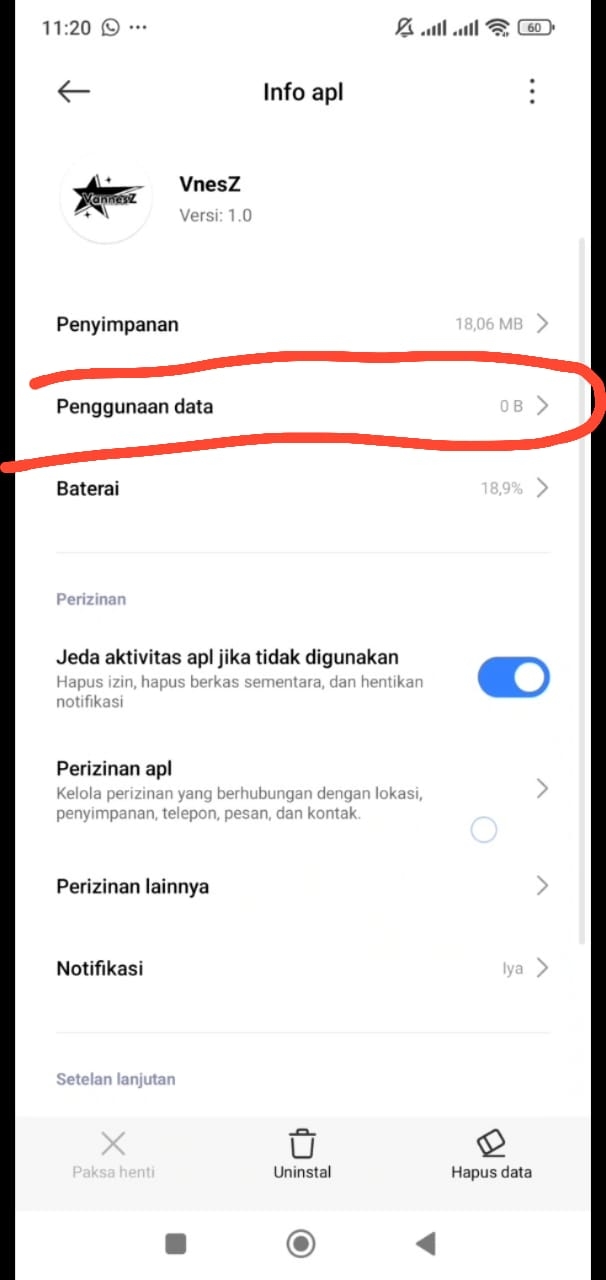 11:20
60
Info apl
VannesZ
VnesZ
Versi: 1.0
Penyimpanan 18,06 MB
Penggunaan data 0 B
Baterai 18,9%
Perizinan
Jeda aktivitas apl jika tidak digunakan
Hapus izin, hapus berkas sementara, dan hentikan
notifikasi
Perizinan apl
Kelola perizinan yang berhubungan dengan lokasi,
penyimpanan, telepon, pesan, dan kontak.
Perizinan lainnya
Notifikasi Iya
Setelan lanjutan
Paksa henti Uninstal Hapus data